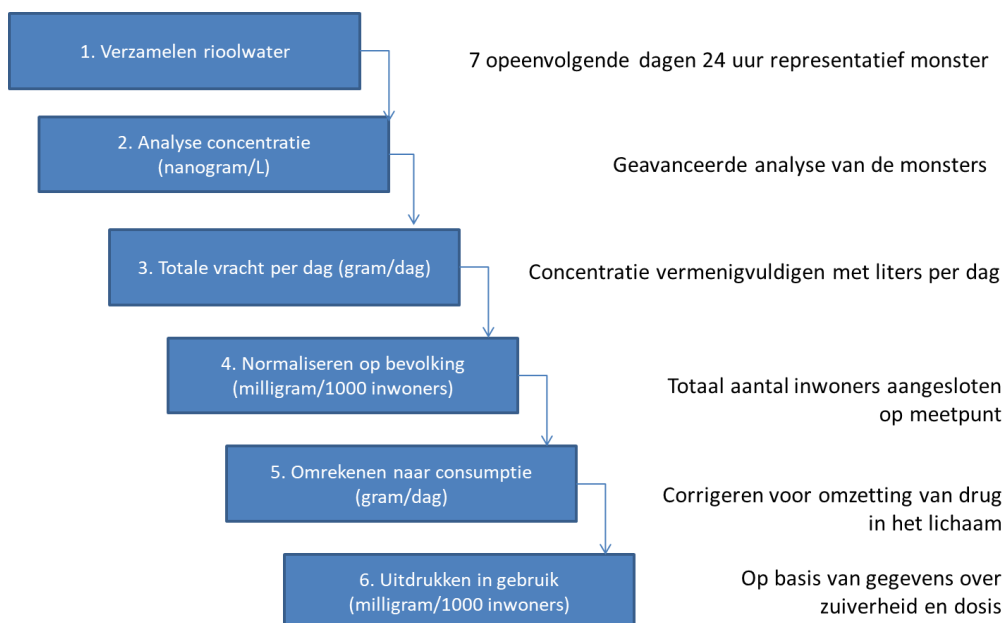 1. Verzamelen rioolwater
7 opeenvolgende dagen 24 uur representatief monster
2. Analyse concentratie
(nanogram/L)
Geavanceerde analyse van de monsters
3. Totale vracht per dag (gram/dag)
Concentratie vermenigvuldigen met liters per dag
4. Normaliseren op bevolking
(milligram/1000 inwoners)
Totaal aantal inwoners aangesloten
op meetpunt
5. Omrekenen naar consumptie
(gram/dag)
Corrigeren voor omzetting van drug
in het lichaam
6. Uitdrukken in gebruik
(milligram/1000 inwoners)
Op basis van gegevens over
zuiverheid en dosis